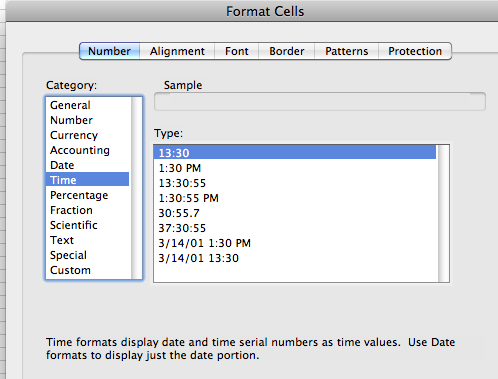 Format Cells
Number Alignment Font Border Patterns Protection
Category:
Sample
General
Number
Currency
Accounting
Date
Time
Percentage
Fraction
Scientific
Text
Special
Custom
Type:
13:30
1:30 PM
13:30:55
1:30:55 PM
30:55.7
37:30:55
3/14/01 1:30 PM
3/14/01 13:30
Time formats display date and time serial numbers as time values.  Use Date
formats to display just the date portion.